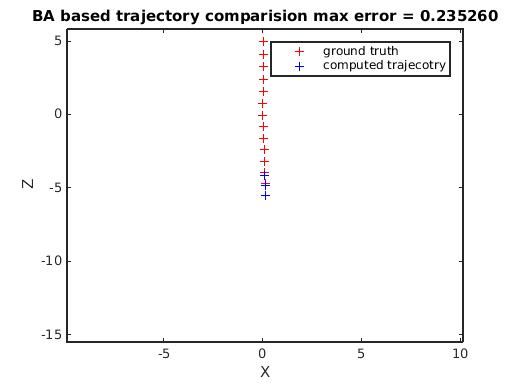 BA based trajectory comparision max error = 0.235260
5
ground truth
computed trajecotry
0
Z
-5
-10
-15
-5 0 5 10
X